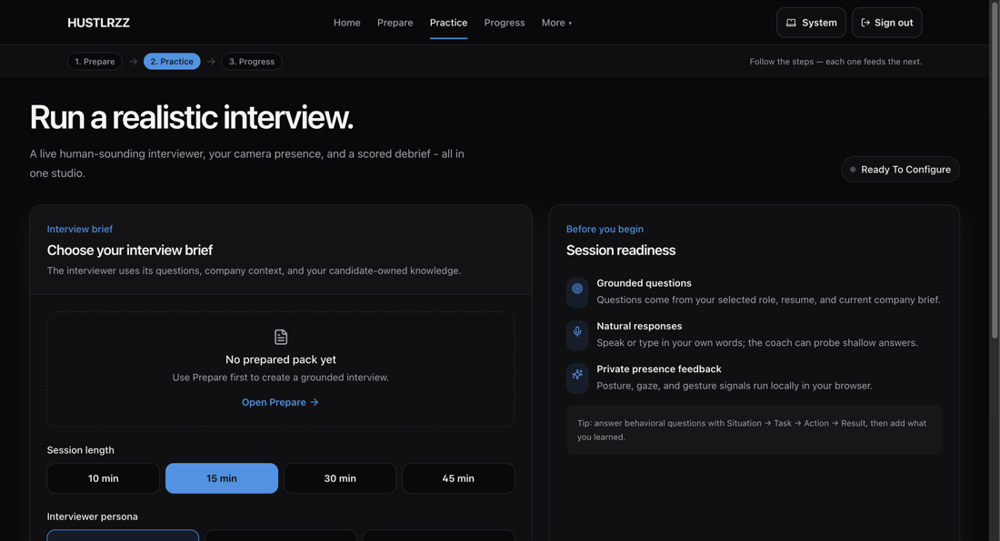 HUSTLRZZ
Home
Prepare
Practice
Progress
More ▾
System
Sign out
1. Prepare → 2. Practice → 3. Progress
Follow the steps — each one feeds the next.
Run a realistic interview.
A live human-sounding interviewer, your camera presence, and a scored debrief - all in
one studio.
Ready To Configure
Interview brief
Choose your interview brief
The interviewer uses its questions, company context, and your candidate-owned knowledge.
No prepared pack yet
Use Prepare first to create a grounded interview.
Open Prepare →
Session length
10 min
15 min
30 min
45 min
Interviewer persona
Before you begin
Session readiness
Grounded questions
Questions come from your selected role, resume, and current company brief.
Natural responses
Speak or type in your own words; the coach can probe shallow answers.
Private presence feedback
Posture, gaze, and gesture signals run locally in your browser.
Tip: answer behavioral questions with Situation → Task → Action → Result, then add what
you learned.